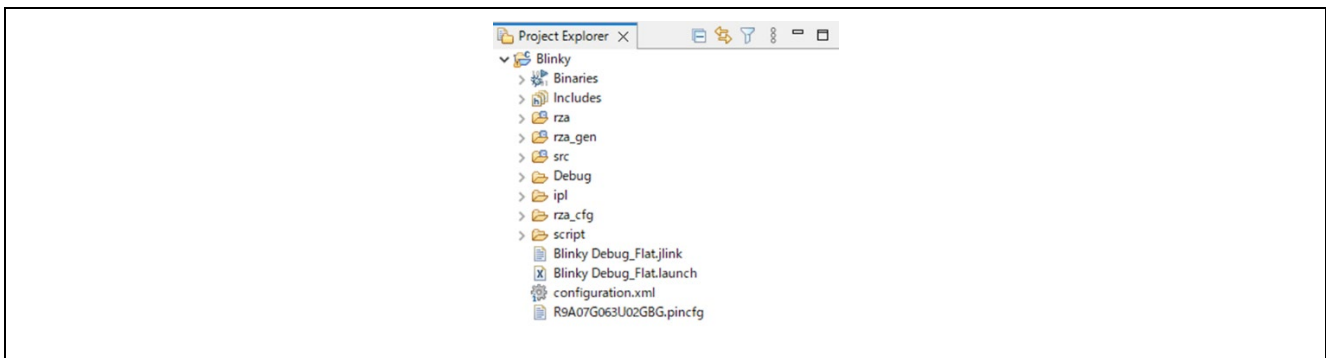 Project Explorer
Blinky
Binaries
Includes
rza
rza_gen
src
Debug
ipl
rza_cfg
script
Blinky Debug_Flat.jlink
Blinky Debug_Flat.launch
configuration.xml
R9A07G063U02GBG.pincfg